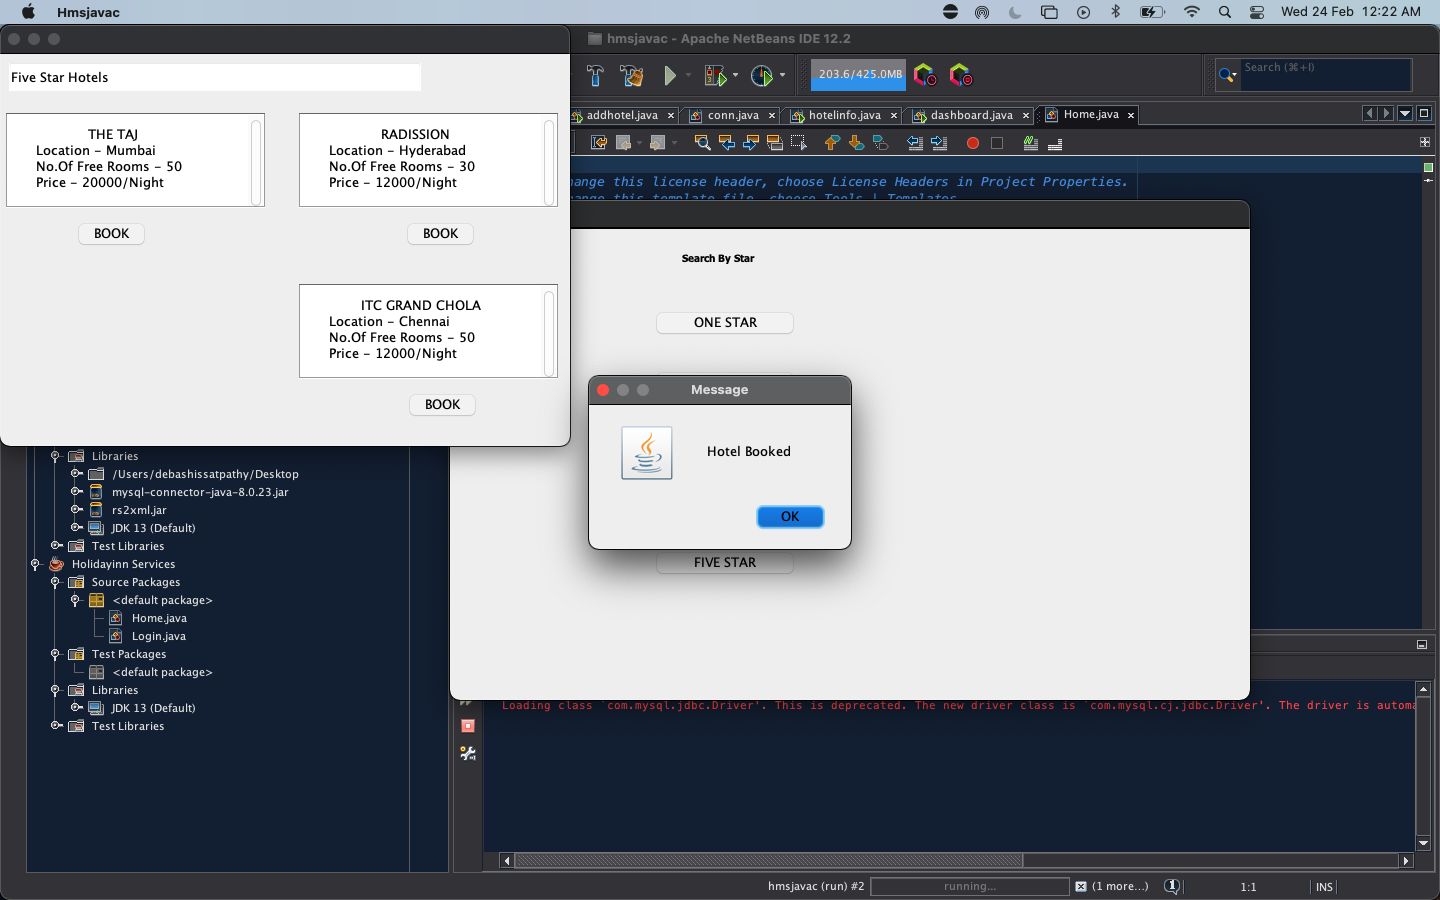 Hmsjavac
Wed 24 Feb 12:22 AM
hmsjavac - Apache NetBeans IDE 12.2
Five Star Hotels
203.6/425.0MB
Search (⌘+I)
addhotel.java
conn.java
hotelinfo.java
dashboard.java
Home.java
THE TAJ
Location - Mumbai
No.Of Free Rooms - 50
Price - 20000/Night
BOOK
RADISSION
Location - Hyderabad
No.Of Free Rooms - 30
Price - 12000/Night
BOOK
ITC GRAND CHOLA
Location - Chennai
No.Of Free Rooms - 50
Price - 12000/Night
BOOK
hange this license header, choose License Headers in Project Properties.
hange this template file, choose Tools | Templates
Search By Star
ONE STAR
Message
Hotel Booked
OK
FIVE STAR
Libraries
/Users/debashissatpathy/Desktop
mysql-connector-java-8.0.23.jar
rs2xml.jar
JDK 13 (Default)
Test Libraries
Holidayinn Services
Source Packages
<default package>
Home.java
Login.java
Test Packages
<default package>
Libraries
JDK 13 (Default)
Test Libraries
Loading class `com.mysql.jdbc.Driver'. This is deprecated. The new driver class is `com.mysql.cj.jdbc.Driver'. The driver is automa
hmsjavac (run) #2
running...
(1 more...)
1:1
INS